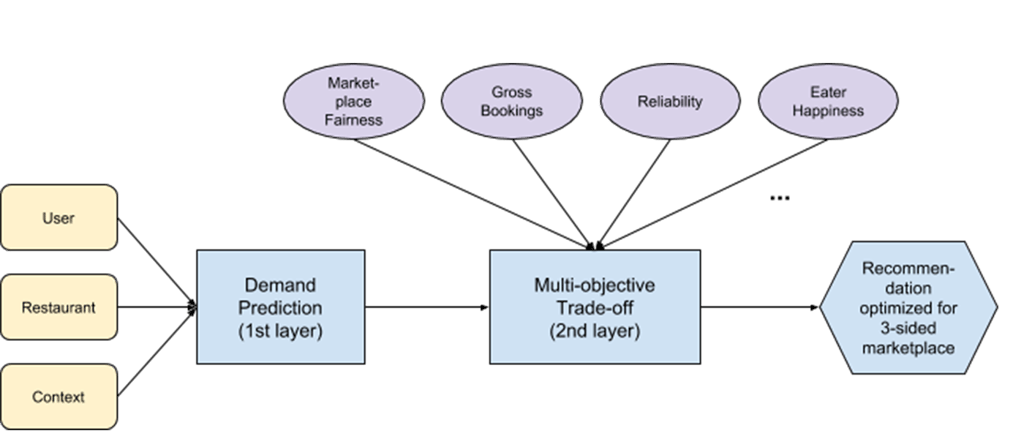 Market-
place
Fairness
Gross
Bookings
Reliability
Eater
Happiness
...
User
Restaurant
Context
Demand
Prediction
(1st layer)
Multi-objective
Trade-off
(2nd layer)
Recommen-
dation
optimized for
3-sided
marketplace